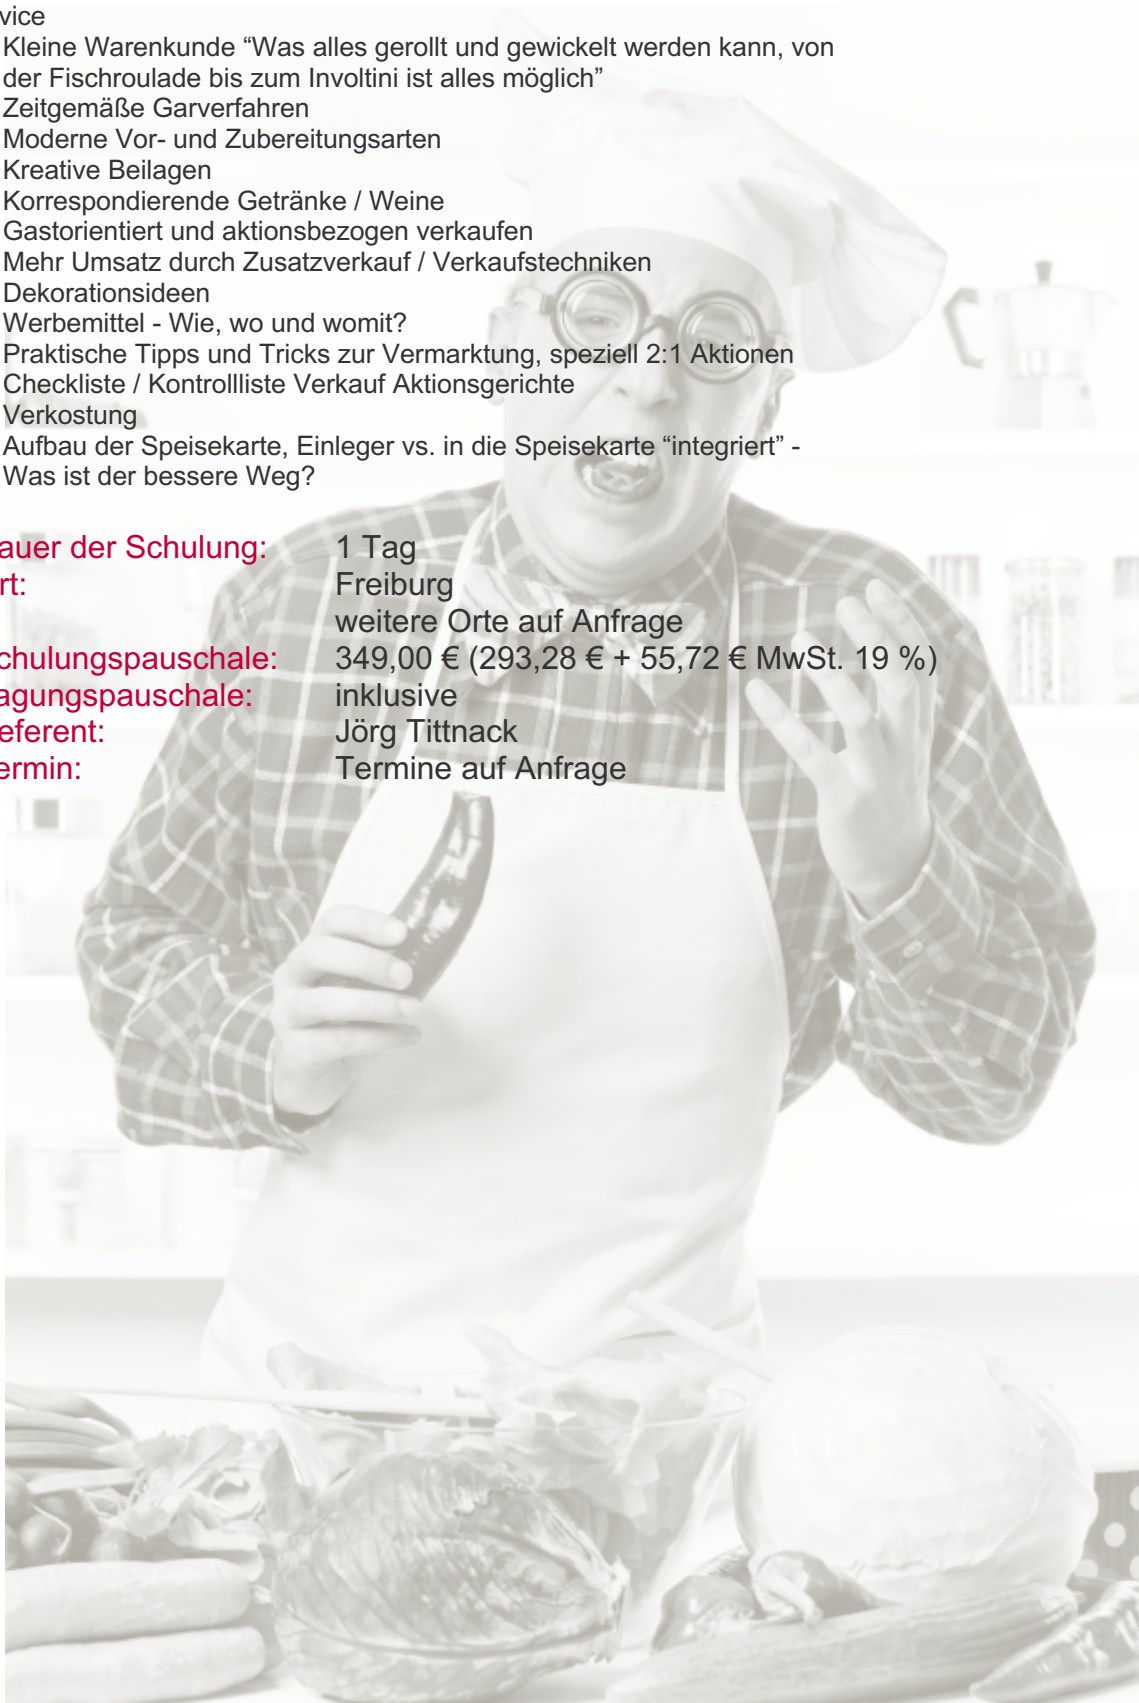 vice
Kleine Warenkunde “Was alles gerollt und gewickelt werden kann, von
der Fischroulade bis zum Involtini ist alles möglich”
Zeitgemäße Garverfahren
Moderne Vor- und Zubereitungsarten
Kreative Beilagen
Korrespondierende Getränke / Weine
Gastorientiert und aktionsbezogen verkaufen
Mehr Umsatz durch Zusatzverkauf / Verkaufstechniken
Dekorationsideen
Werbemittel - Wie, wo und womit?
Praktische Tipps und Tricks zur Vermarktung, speziell 2:1 Aktionen
Checkliste / Kontrollliste Verkauf Aktionsgerichte
Verkostung
Aufbau der Speisekarte, Einleger vs. in die Speisekarte “integriert” -
Was ist der bessere Weg?
auer der Schulung: 1 Tag
rt: Freiburg
weitere Orte auf Anfrage
chulungspauschale: 349,00 € (293,28 € + 55,72 € MwSt. 19 %)
agungspauschale: inklusive
eferent: Jörg Tittnack
ermin: Termine auf Anfrage